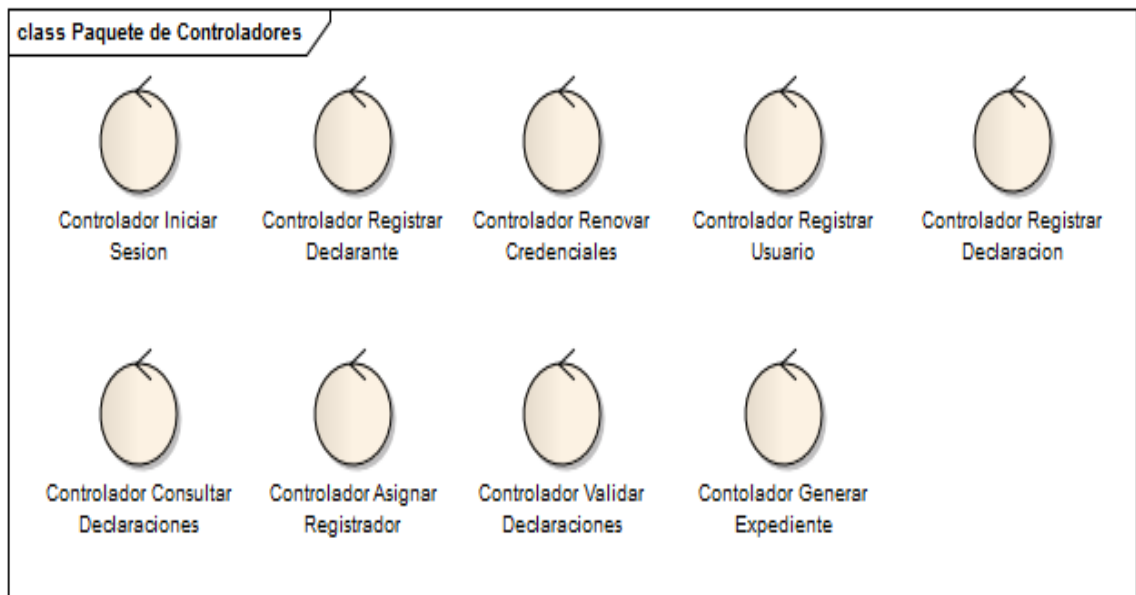 class Paquete de Controladores
Controlador Iniciar
Sesion
Controlador Registrar
Declarante
Controlador Renovar
Credenciales
Controlador Registrar
Usuario
Controlador Registrar
Declaracion
Controlador Consultar
Declaraciones
Controlador Asignar
Registrador
Controlador Validar
Declaraciones
Contolador Generar
Expediente